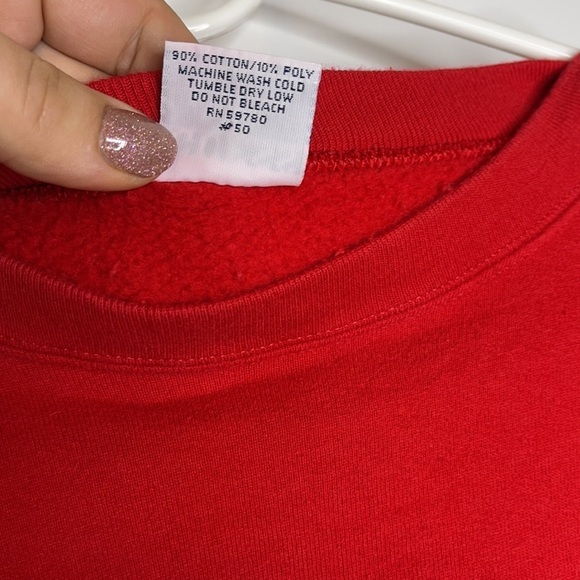 90% COTTON/10% POLY
MACHINE WASH COLD
TUMBLE DRY LOW
DO NOT BLEACH
RN 59780
50